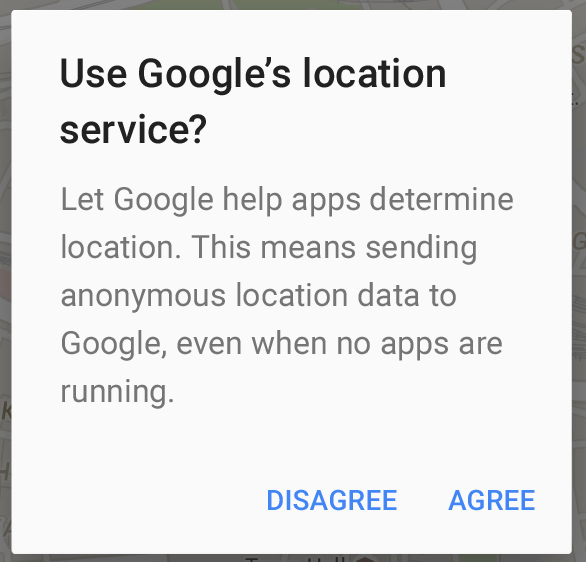 Use Google’s location
service?
Let Google help apps determine
location. This means sending
anonymous location data to
Google, even when no apps are
running.
DISAGREE AGREE